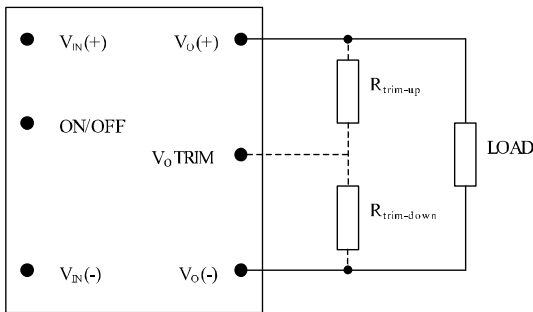 V_IN(+) V_O(+)
R_trim-up
ON/OFF
V_O TRIM
LOAD
R_trim-down
V_IN(-) V_O(-)